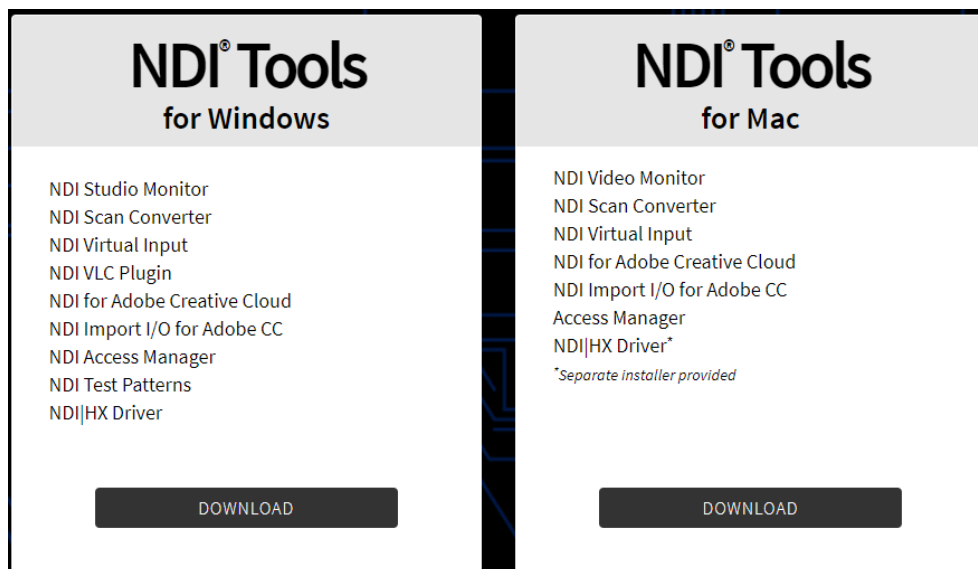 NDI® Tools
for Windows
NDI Studio Monitor
NDI Scan Converter
NDI Virtual Input
NDI VLC Plugin
NDI for Adobe Creative Cloud
NDI Import I/O for Adobe CC
NDI Access Manager
NDI Test Patterns
NDI|HX Driver
DOWNLOAD
NDI® Tools
for Mac
NDI Video Monitor
NDI Scan Converter
NDI Virtual Input
NDI for Adobe Creative Cloud
NDI Import I/O for Adobe CC
Access Manager
NDI|HX Driver*
*Separate installer provided
DOWNLOAD